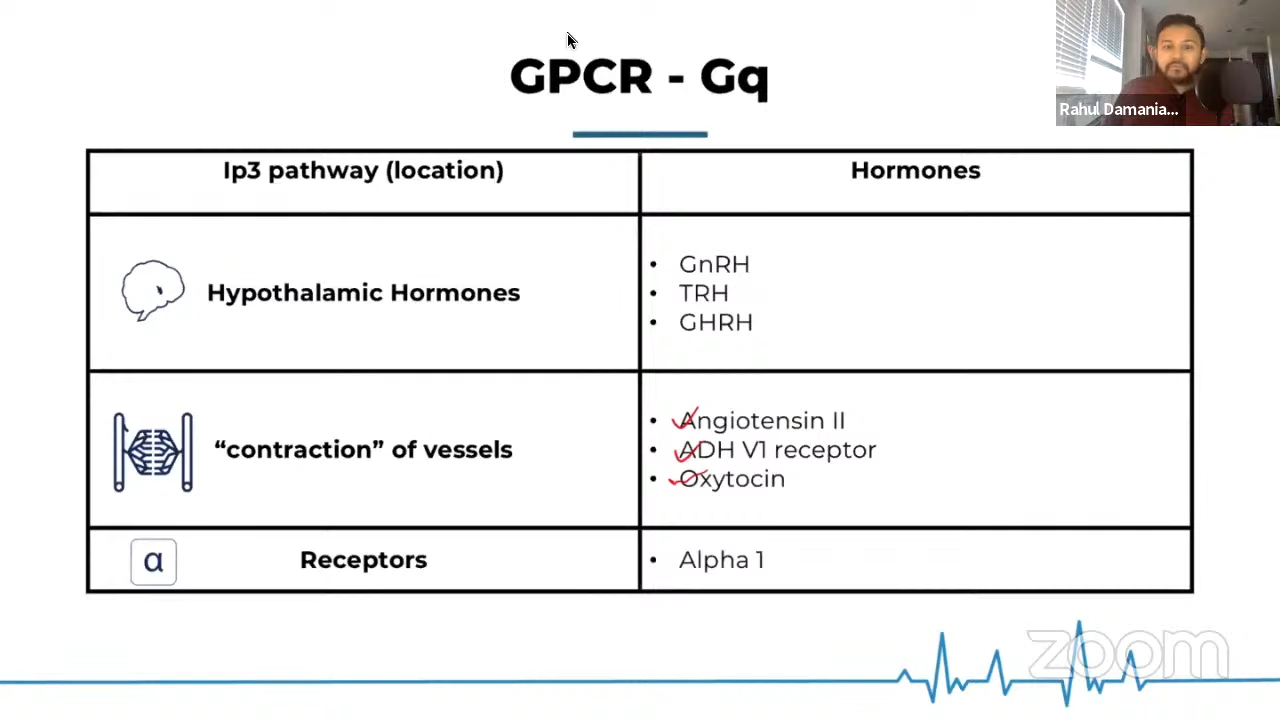 GPCR - Gq
Rahul Damania...
Ip3 pathway (location)
Hormones
Hypothalamic Hormones
• GnRH
• TRH
• GHRH
“contraction” of vessels
• Angiotensin II
• ADH V1 receptor
• Oxytocin
α
Receptors
• Alpha 1
zoom